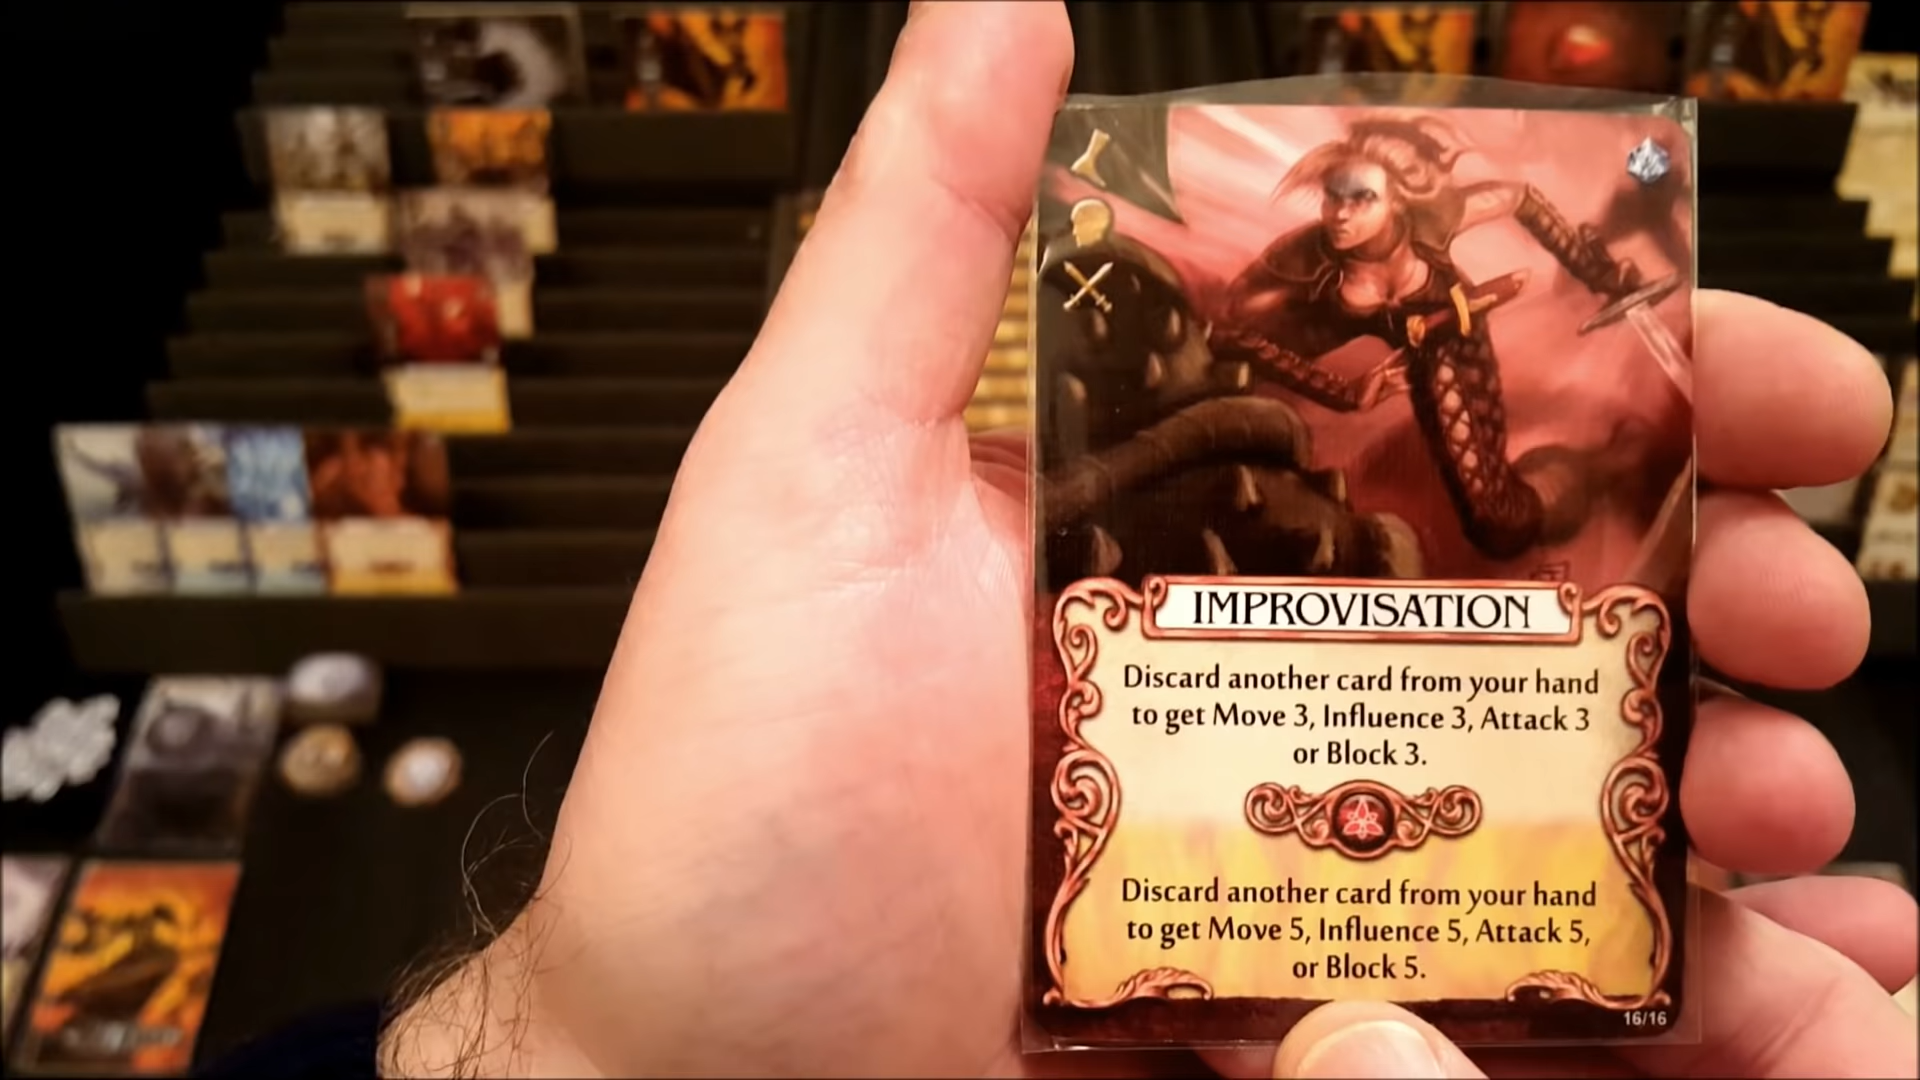 IMPROVISATION
Discard another card from your hand
to get Move 3, Influence 3, Attack 3
or Block 3.
Discard another card from your hand
to get Move 5, Influence 5, Attack 5,
or Block 5.
16/16